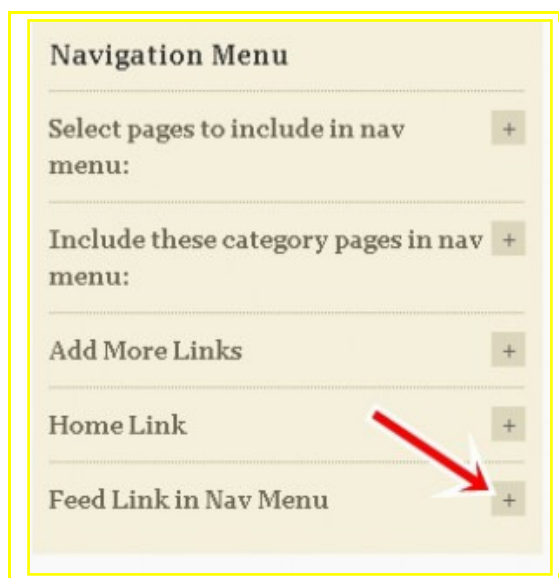 Navigation Menu
Select pages to include in nav
menu:
+
Include these category pages in nav
menu:
+
Add More Links
+
Home Link
+
Feed Link in Nav Menu
+